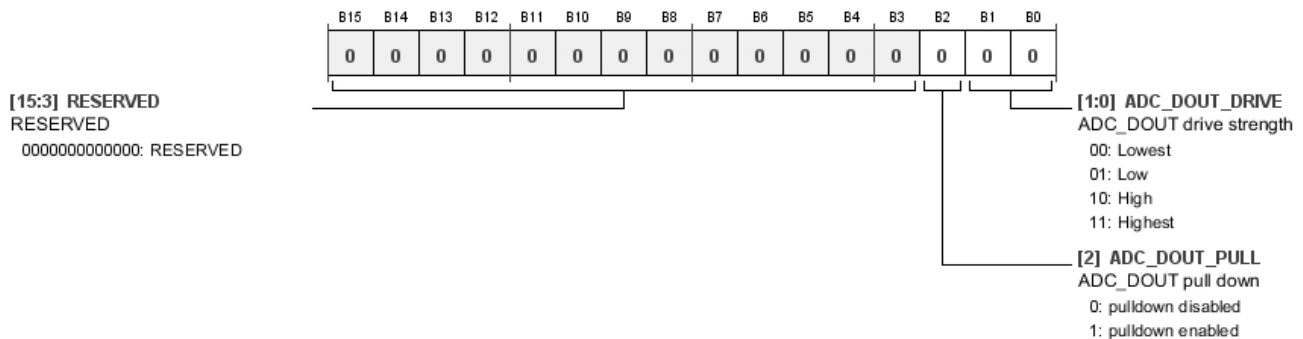 B15 B14 B13 B12 B11 B10 B9 B8 B7 B6 B5 B4 B3 B2 B1 B0
0 0 0 0 0 0 0 0 0 0 0 0 0 0 0 0
[15:3] RESERVED
RESERVED
0000000000000: RESERVED
[1:0] ADC_DOUT_DRIVE
ADC_DOUT drive strength
00: Lowest
01: Low
10: High
11: Highest
[2] ADC_DOUT_PULL
ADC_DOUT pull down
0: pulldown disabled
1: pulldown enabled